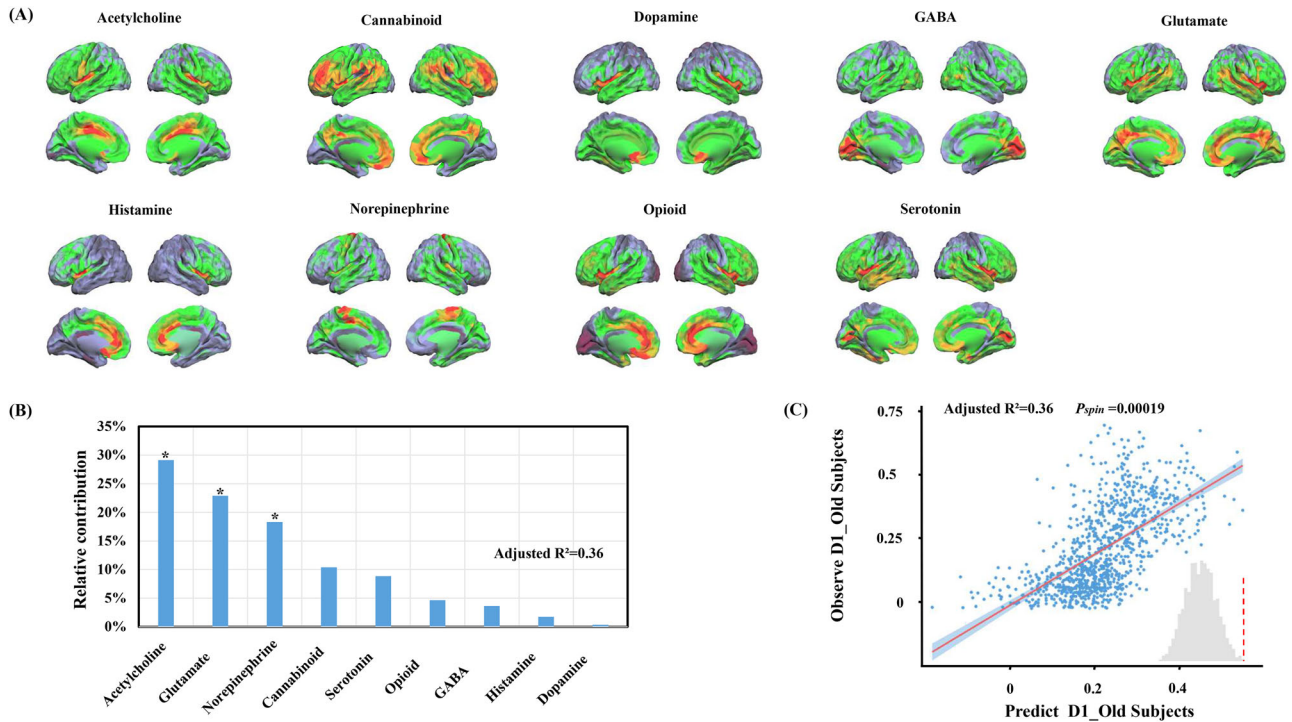 (A)
Acetylcholine
Cannabinoid
Dopamine
GABA
Glutamate
Histamine
Norepinephrine
Opioid
Serotonin
(B)
Relative contribution
35%
30%
25%
20%
15%
10%
5%
0%
*
*
*
Adjusted R²=0.36
Acetylcholine
Glutamate
Norepinephrine
Cannabinoid
Serotonin
Opioid
GABA
Histamine
Dopamine
(C)
Adjusted R²=0.36 Pspin =0.00019
Observe D1_Old Subjects
0.75
0.5
0.25
0
0 0.2 0.4
Predict D1_Old Subjects